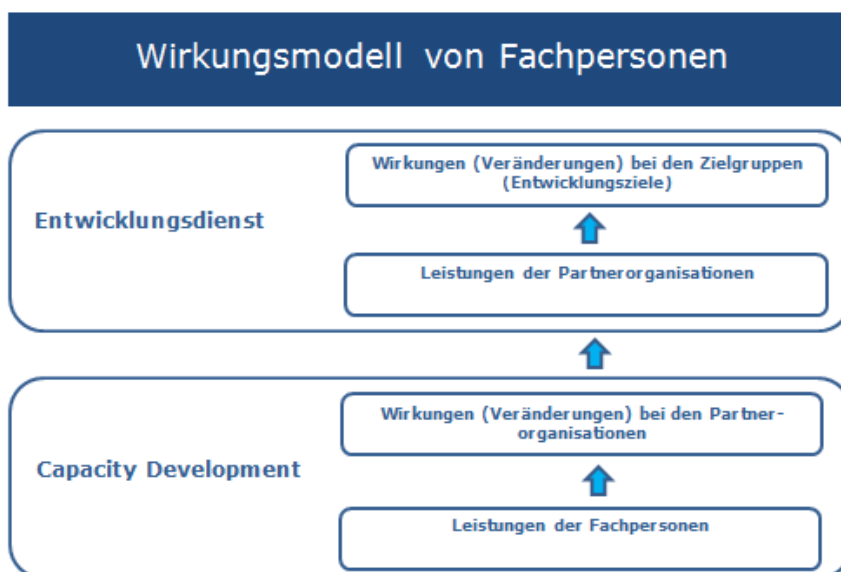 Wirkungsmodell von Fachpersonen
Wirkungen (Veränderungen) bei den Zielgruppen
(Entwicklungsziele)
Entwicklungsdienst
Leistungen der Partnerorganisationen
Wirkungen (Veränderungen) bei den Partner-
organisationen
Capacity Development
Leistungen der Fachpersonen